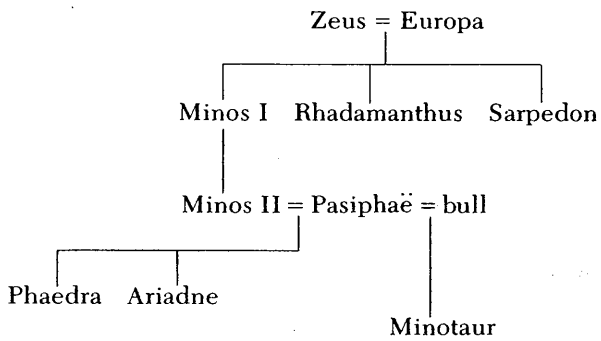 Zeus = Europa
Minos I Rhadamanthus Sarpedon
Minos II = Pasiphaë = bull
Phaedra Ariadne
Minotaur